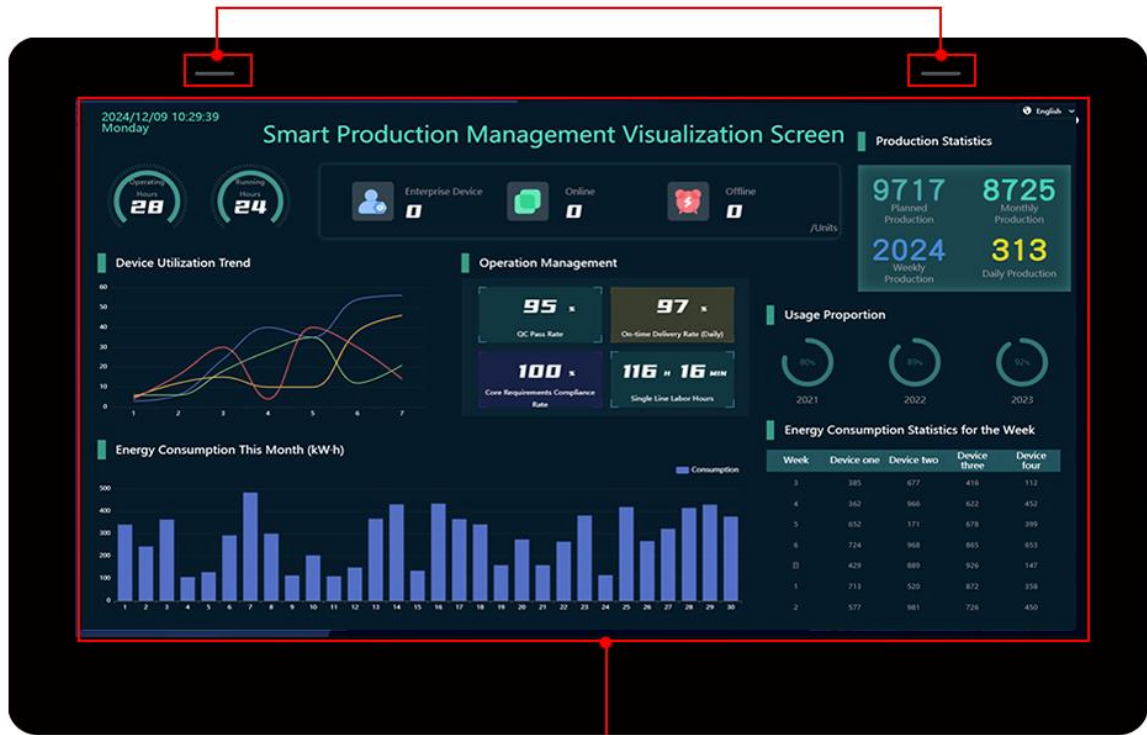 2024/12/09 10:29:39
Monday
English
Smart Production Management Visualization Screen
Operating
Hours
28
Running
Hours
24
Enterprise Device
0
Online
0
Offline
0
/Units
Production Statistics
9717
Planned
Production
8725
Monthly
Production
2024
Weekly
Production
313
Daily Production
Device Utilization Trend
60
50
40
30
20
10
0
1 2 3 4 5 6 7
Operation Management
95 %
QC Pass Rate
97 %
On-time Delivery Rate (Daily)
100 %
Core Requirements Compliance
Rate
116 H 16 MIN
Single Line Labor Hours
Usage Proportion
80%
2021
89%
2022
92%
2023
Energy Consumption This Month (kW·h)
Consumption
500
400
300
200
100
0
1 2 3 4 5 6 7 8 9 10 11 12 13 14 15 16 17 18 19 20 21 22 23 24 25 26 27 28 29 30
Energy Consumption Statistics for the Week
Week Device one Device two Device three Device four
3 385 677 416 112
4 362 966 622 452
5 652 171 678 399
6 724 968 865 653
日 429 889 926 147
1 713 520 872 358
2 577 981 726 450